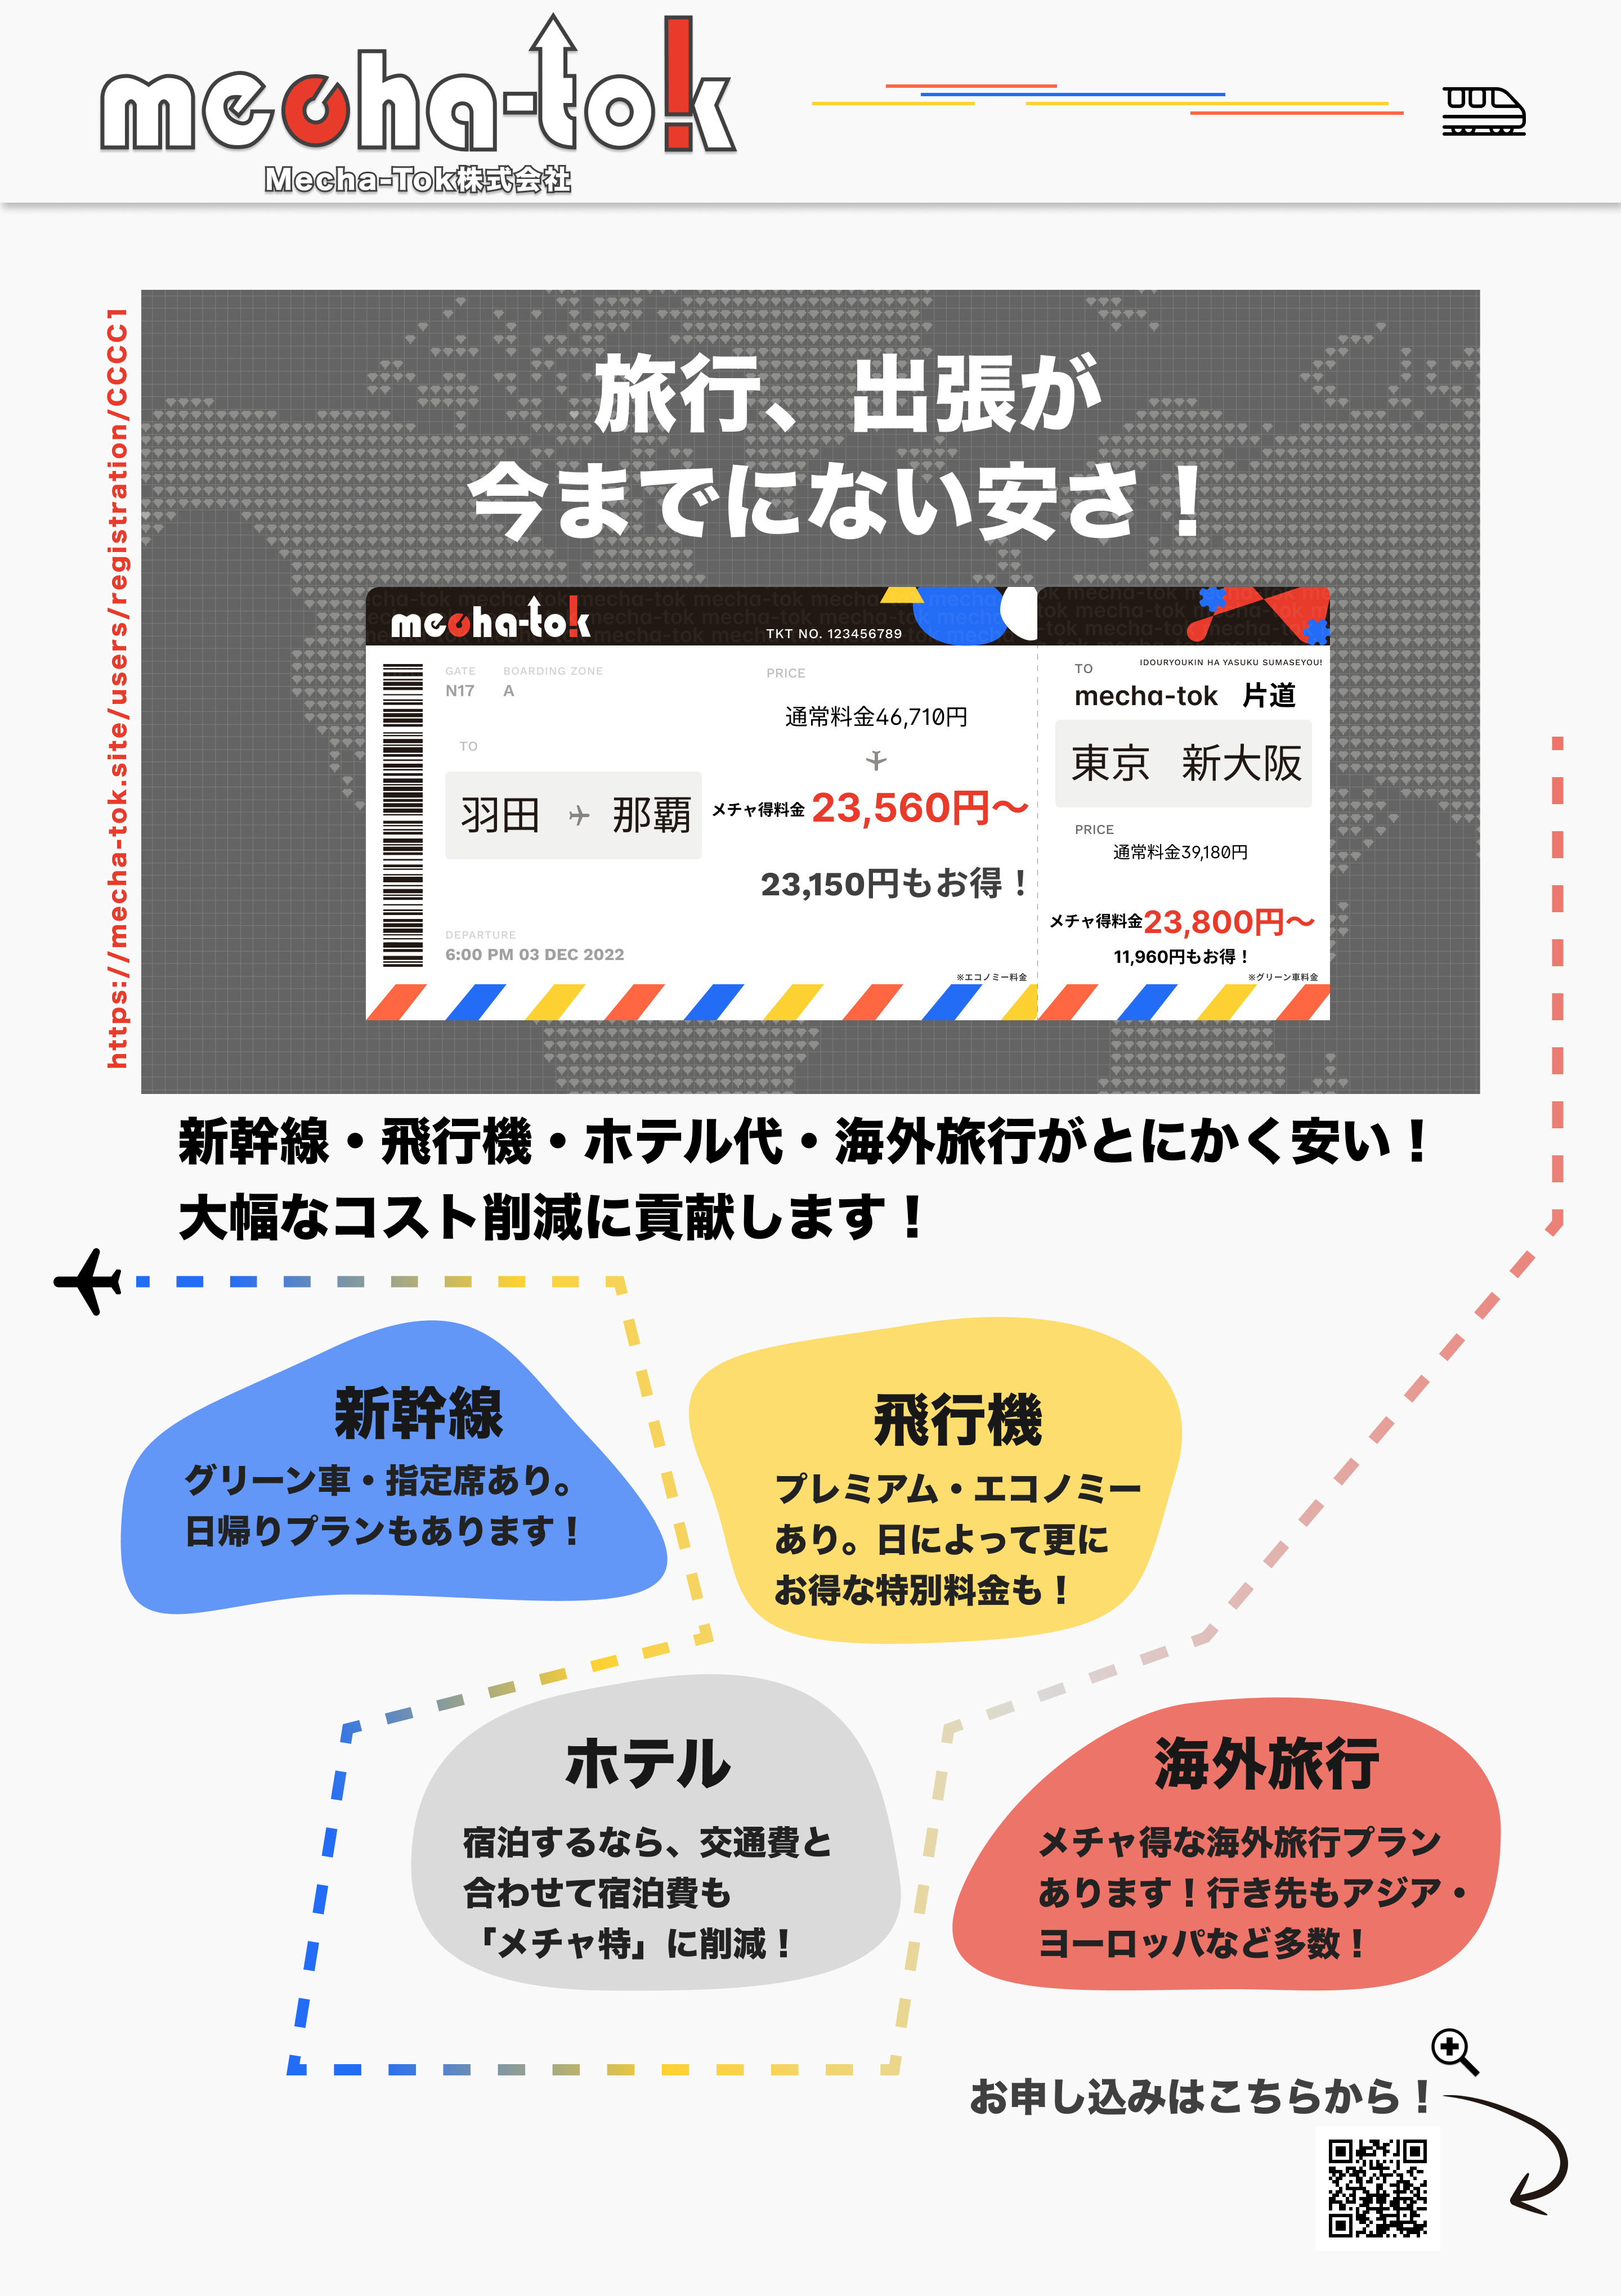 mecha-tok!
Mecha-Tok株式会社
https://mecha-tok.site/users/registration/CCCCC1
旅行、出張が
今までにない安さ！
mecha-tok!
TKT NO. 123456789
GATE
BOARDING ZONE
N17
A
TO
羽田 那覇
DEPARTURE
6:00 PM 03 DEC 2022
PRICE
通常料金46,710円
メチャ得料金 23,560円〜
23,150円もお得！
※エコノミー料金
mecha-tok mecha-tok mecha-tok
IDOURYOUKIN HA YASUKU SUMASEYOU!
TO
mecha-tok 片道
東京 新大阪
PRICE
通常料金39,180円
メチャ得料金23,800円〜
11,960円もお得！
※グリーン車料金
新幹線・飛行機・ホテル代・海外旅行がとにかく安い！
大幅なコスト削減に貢献します！
新幹線
グリーン車・指定席あり。
日帰りプランもあります！
飛行機
プレミアム・エコノミー
あり。日によって更に
お得な特別料金も！
ホテル
宿泊するなら、交通費と
合わせて宿泊費も
「メチャ特」に削減！
海外旅行
メチャ得な海外旅行プラン
あります！行き先もアジア・
ヨーロッパなど多数！
お申し込みはこちらから！